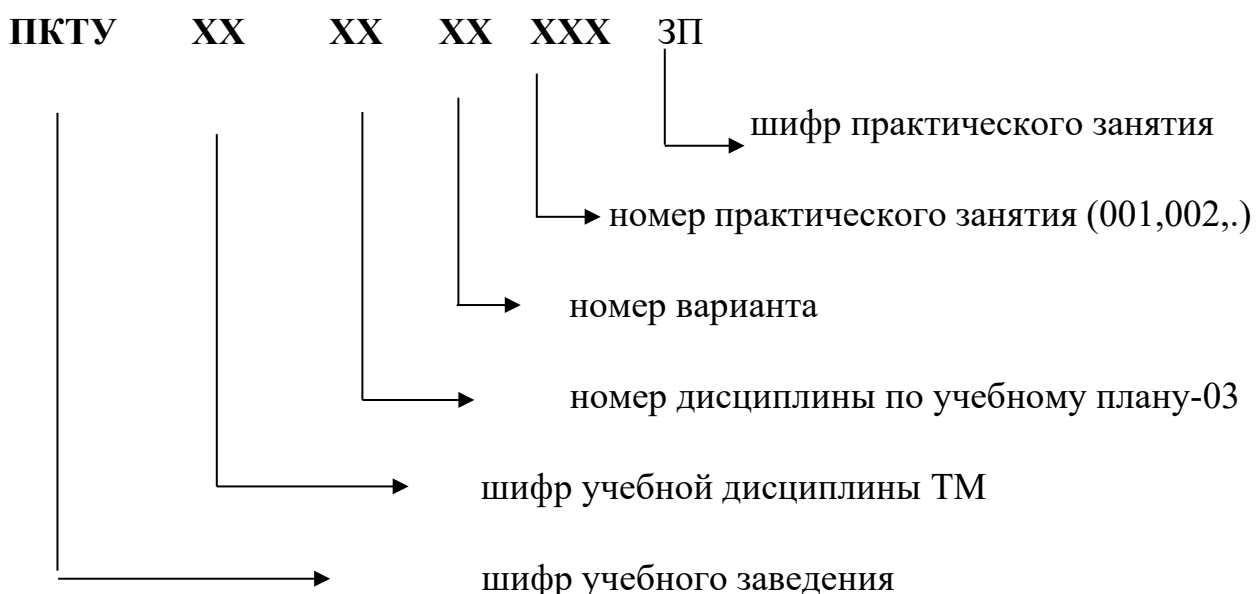 ПКТУ XX XX XX XXX ЗП
шифр практического занятия
номер практического занятия (001,002,.)
номер варианта
номер дисциплины по учебному плану-03
шифр учебной дисциплины ТМ
шифр учебного заведения